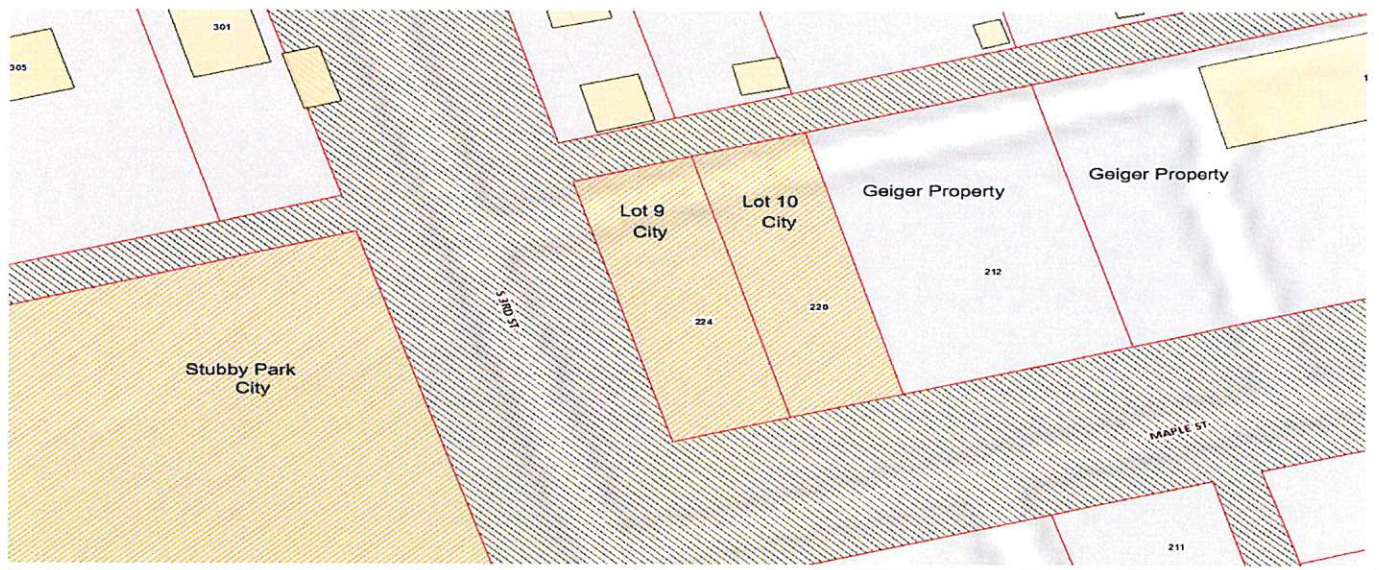 301
305
Lot 9
City
Lot 10
City
Geiger Property
Geiger Property
212
S 3RD ST
224
220
Stubby Park
City
MAPLE ST
211